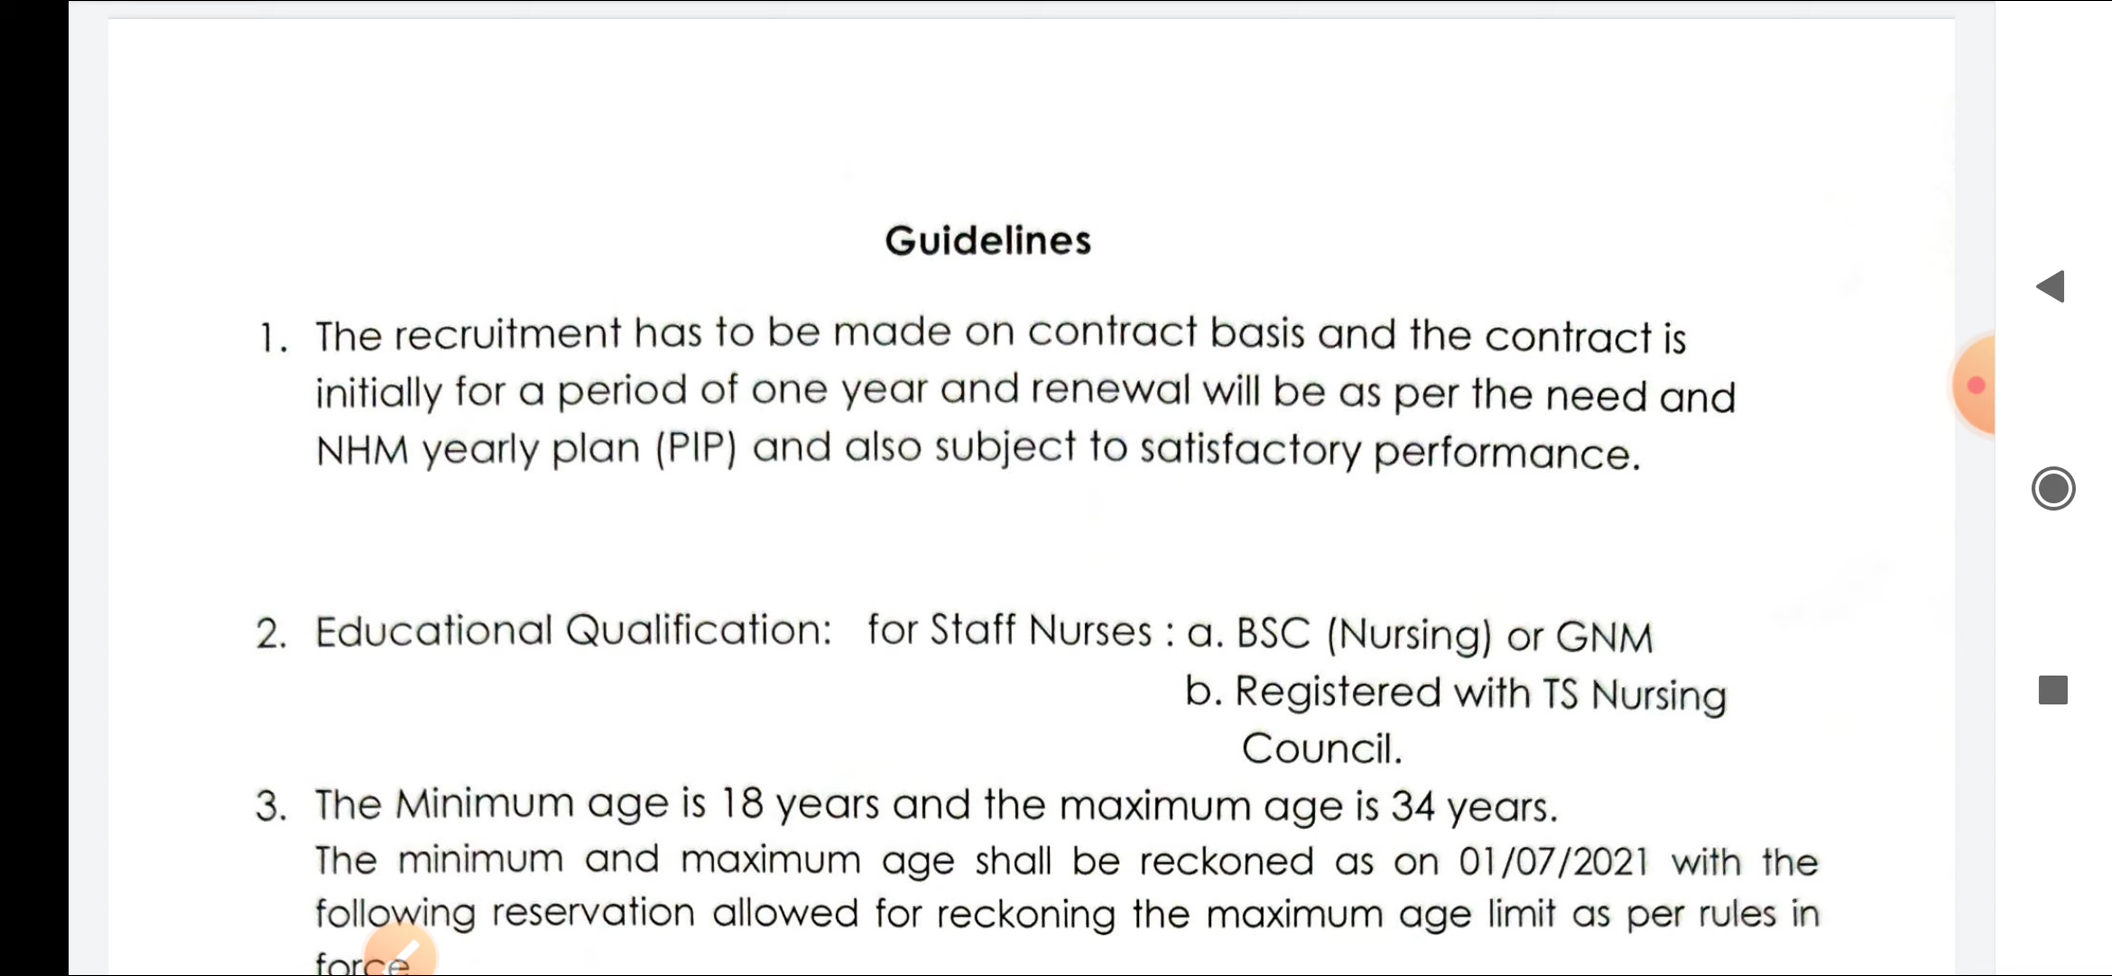 Guidelines
1. The recruitment has to be made on contract basis and the contract is
initially for a period of one year and renewal will be as per the need and
NHM yearly plan (PIP) and also subject to satisfactory performance.
2. Educational Qualification: for Staff Nurses : a. BSC (Nursing) or GNM
b. Registered with TS Nursing
Council.
3. The Minimum age is 18 years and the maximum age is 34 years.
The minimum and maximum age shall be reckoned as on 01/07/2021 with the
following reservation allowed for reckoning the maximum age limit as per rules in
force